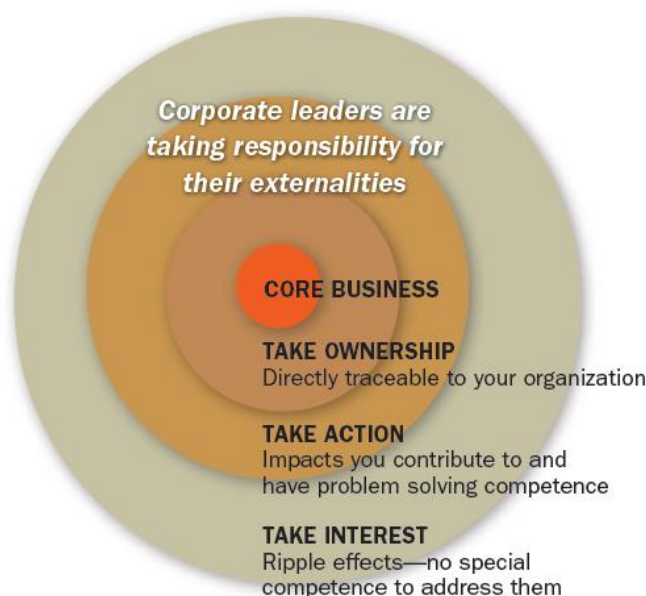 Corporate leaders are
taking responsibility for
their externalities
CORE BUSINESS
TAKE OWNERSHIP
Directly traceable to your organization
TAKE ACTION
Impacts you contribute to and
have problem solving competence
TAKE INTEREST
Ripple effects—no special
competence to address them